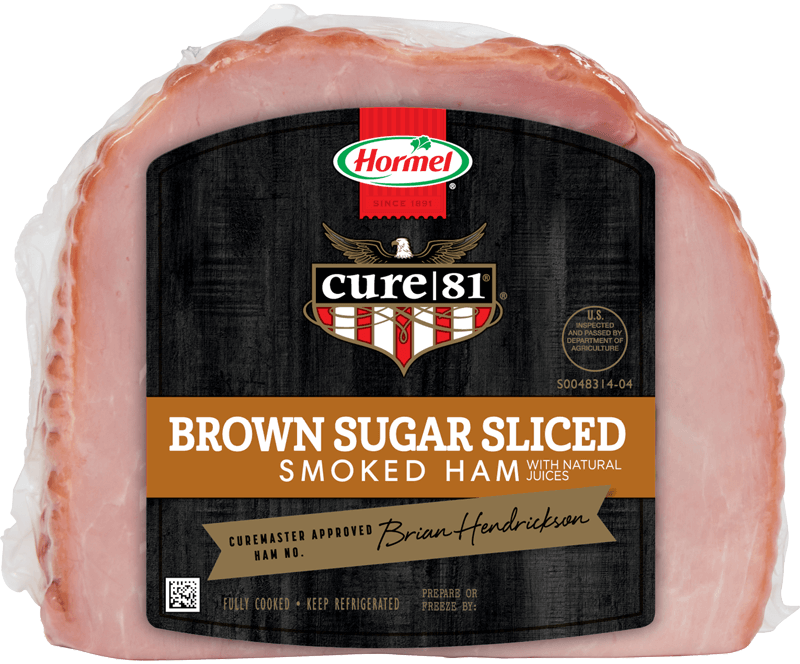 Hormel
®
SINCE 1891
cure|81®
®
U.S.
INSPECTED
AND PASSED BY
DEPARTMENT OF
AGRICULTURE
S0048314-04
BROWN SUGAR SLICED
SMOKED HAM WITH NATURAL
JUICES
CUREMASTER APPROVED Brian Hendrickson
HAM NO.
FULLY COOKED • KEEP REFRIGERATED
PREPARE OR
FREEZE BY: